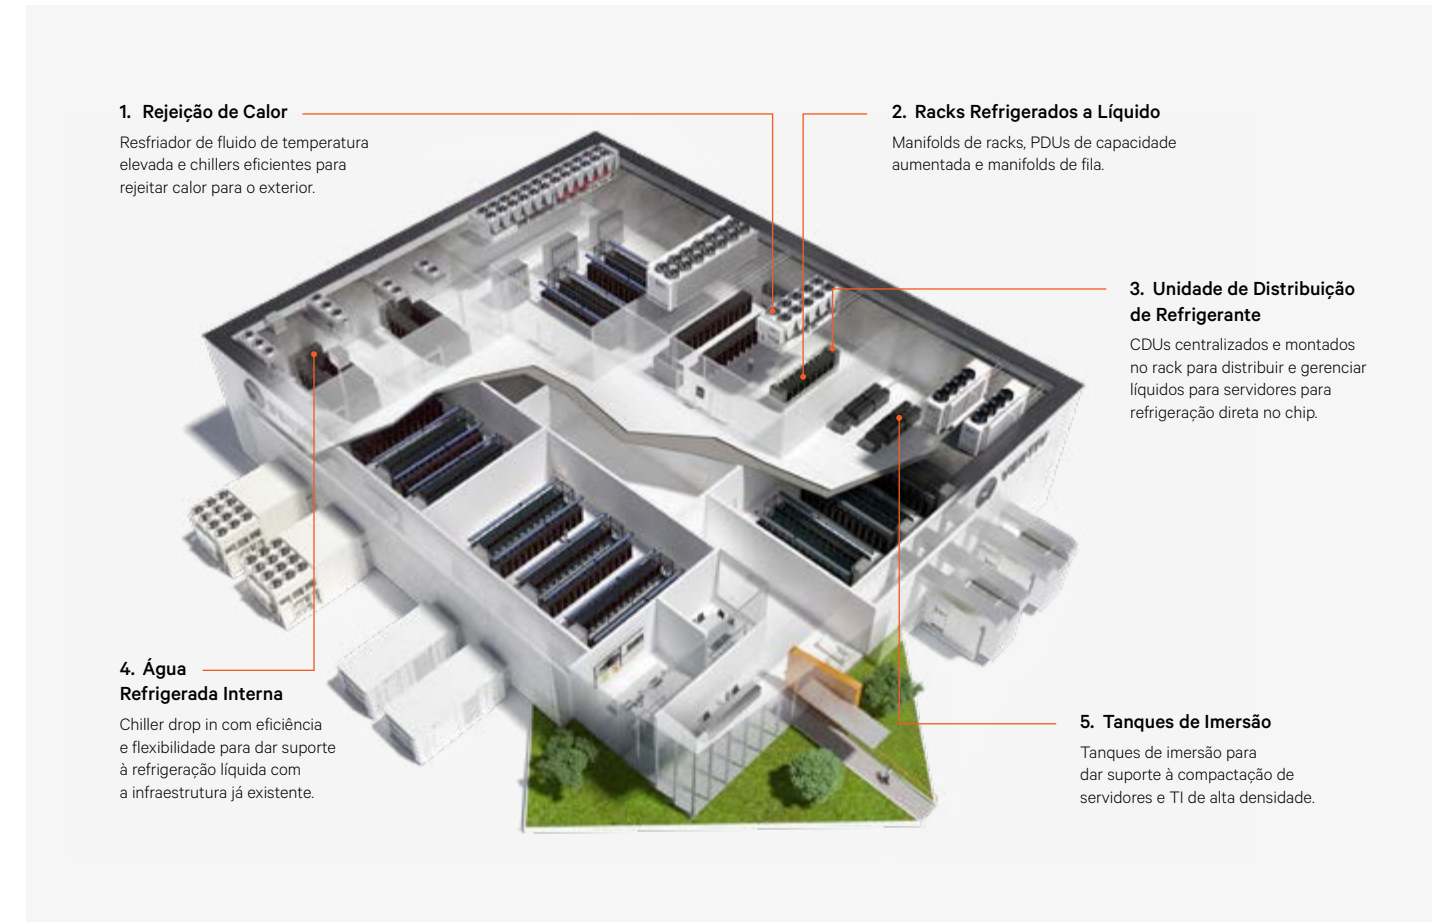 1. Rejeição de Calor
Resfriador de fluido de temperatura
elevada e chillers eficientes para
rejeitar calor para o exterior.
2. Racks Refrigerados a Líquido
Manifolds de racks, PDUs de capacidade
aumentada e manifolds de fila.
3. Unidade de Distribuição
de Refrigerante
CDUs centralizados e montados
no rack para distribuir e gerenciar
líquidos para servidores para
refrigeração direta no chip.
4. Água
Refrigerada Interna
Chiller drop in com eficiência
e flexibilidade para dar suporte
à refrigeração líquida com
a infraestrutura já existente.
5. Tanques de Imersão
Tanques de imersão para
dar suporte à compactação de
servidores e TI de alta densidade.